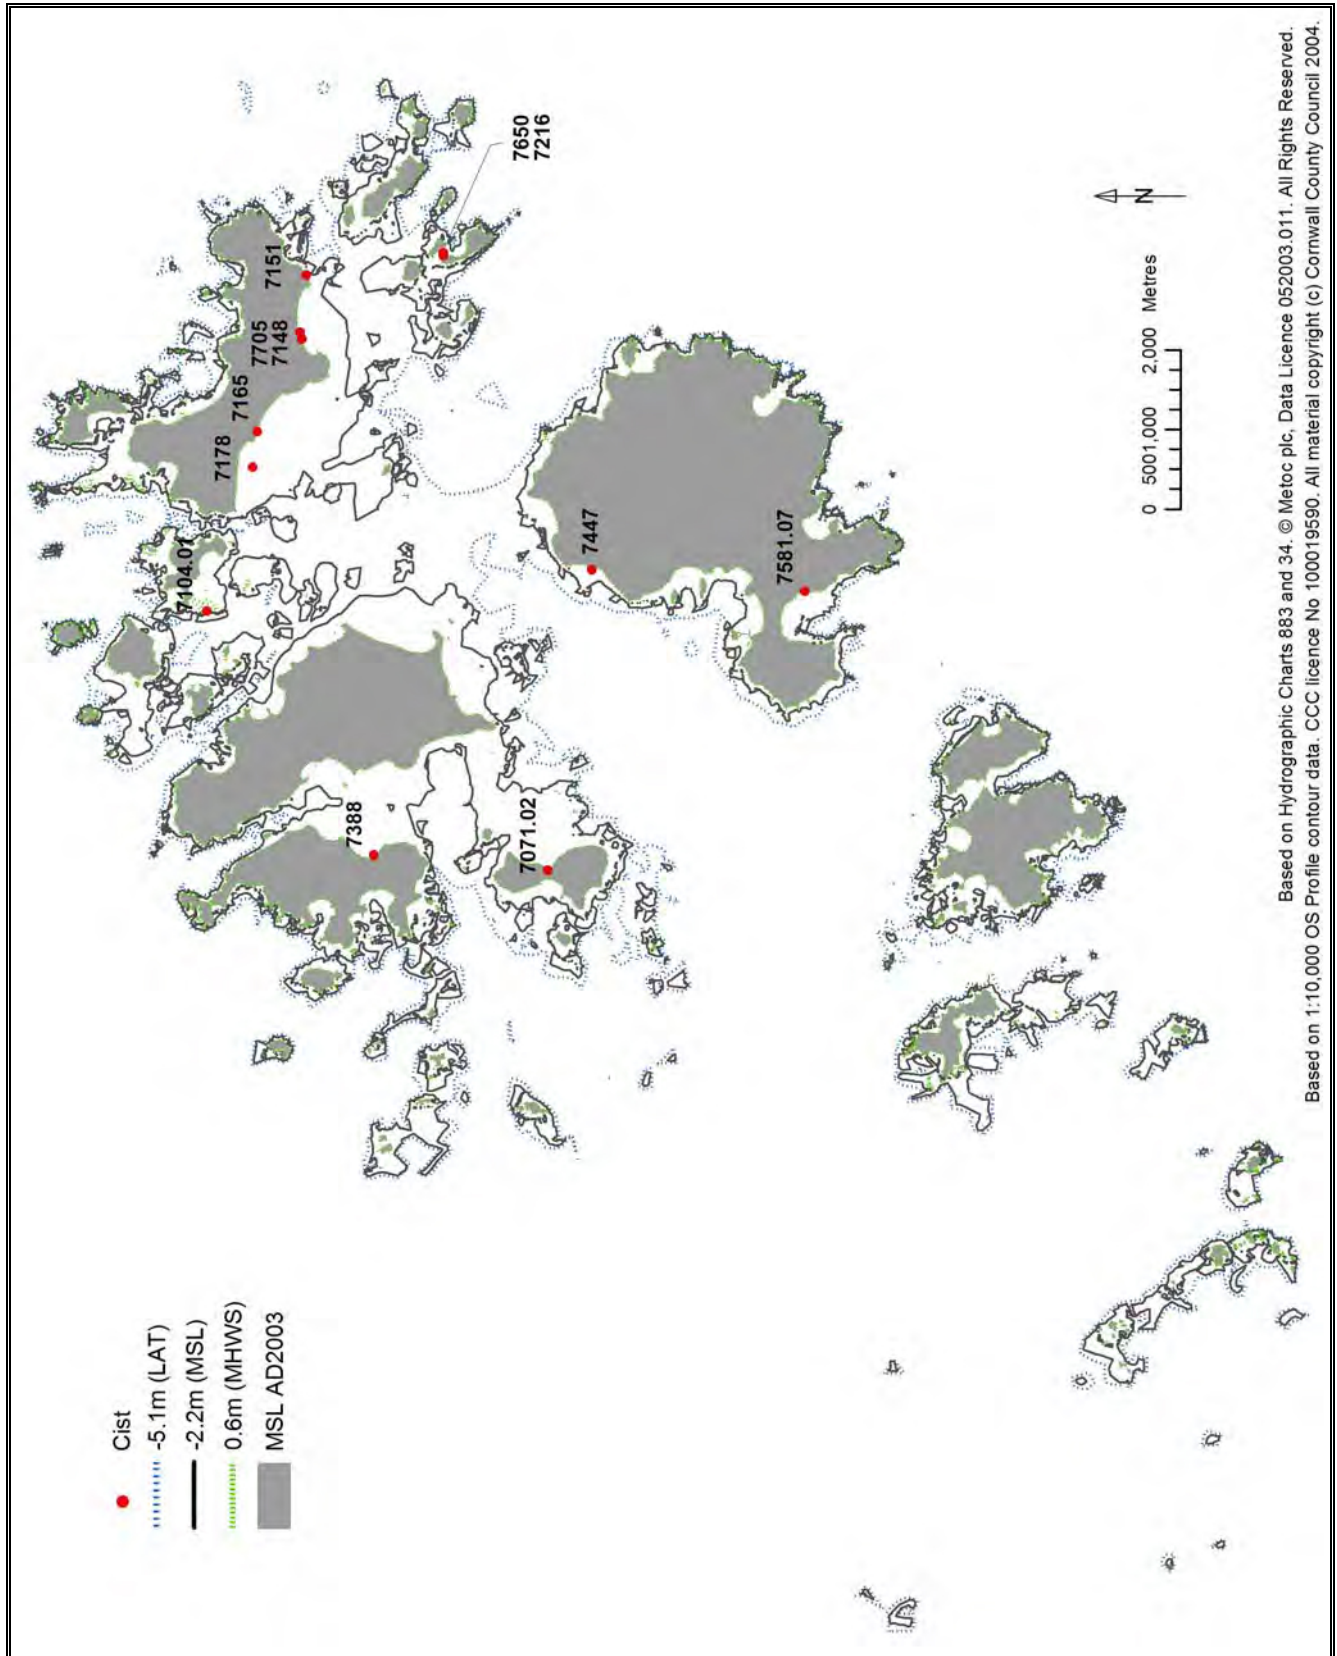 Cist
-5.1m (LAT)
-2.2m (MSL)
0.6m (MHWS)
MSL AD2003
7388
7071.02
7104.01
7178
7165
7705
7148
7151
7650
7216
7447
7581.07
0 5001,000 2,000 Metres
N
Based on Hydrographic Charts 883 and 34. © Metoc plc, Data Licence 052003.011. All Rights Reserved.
Based on 1:10,000 OS Profile contour data. CCC licence No 100019590. All material copyright (c) Cornwall County Council 2004.